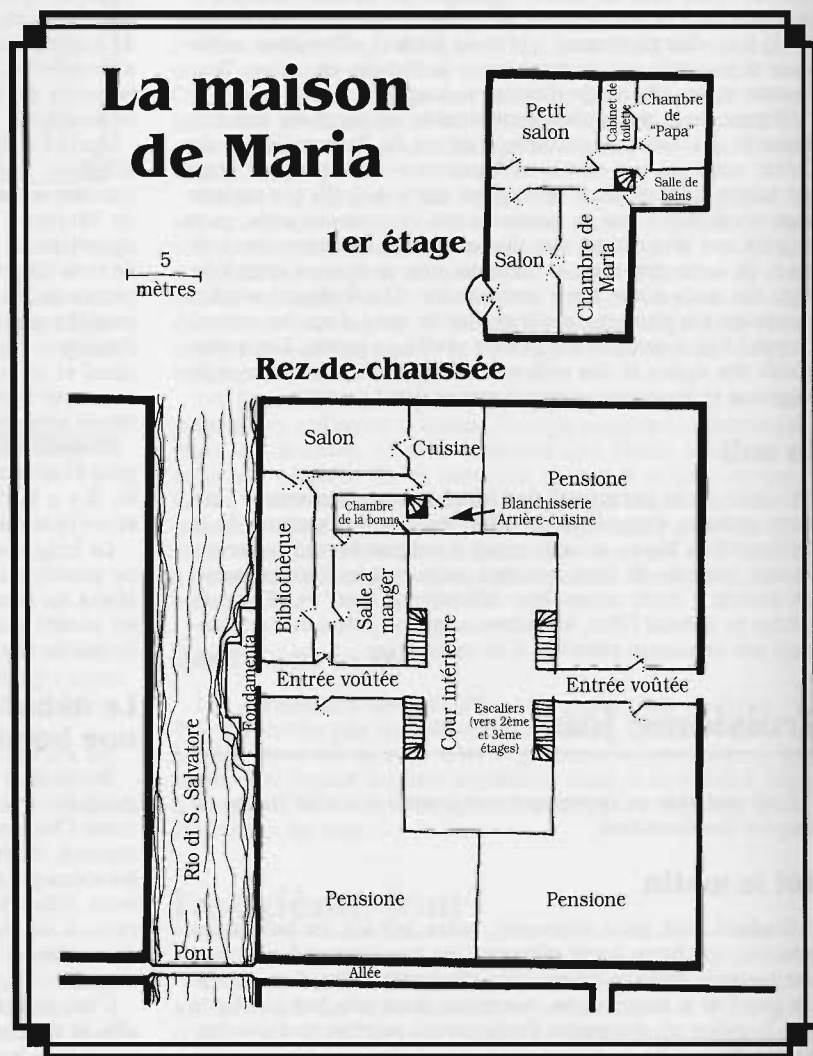 La maison
de Maria
Petit
salon
Cabinet de
toilette
Chambre
de
"Papa"
Salle de
bains
1er étage
Salon
Chambre de
Maria
5
mètres
Rez-de-chaussée
Salon
Cuisine
Pensione
Chambre
de la bonne
Blanchisserie
Arrière-cuisine
Bibliothèque
Salle à
manger
Fondamenta
Rio di S. Salvatore
Entrée voûtée
Cour intérieure
Entrée voûtée
Escaliers
(vers 2ème
et 3ème
étages)
Pensione
Pensione
Pont
Allée